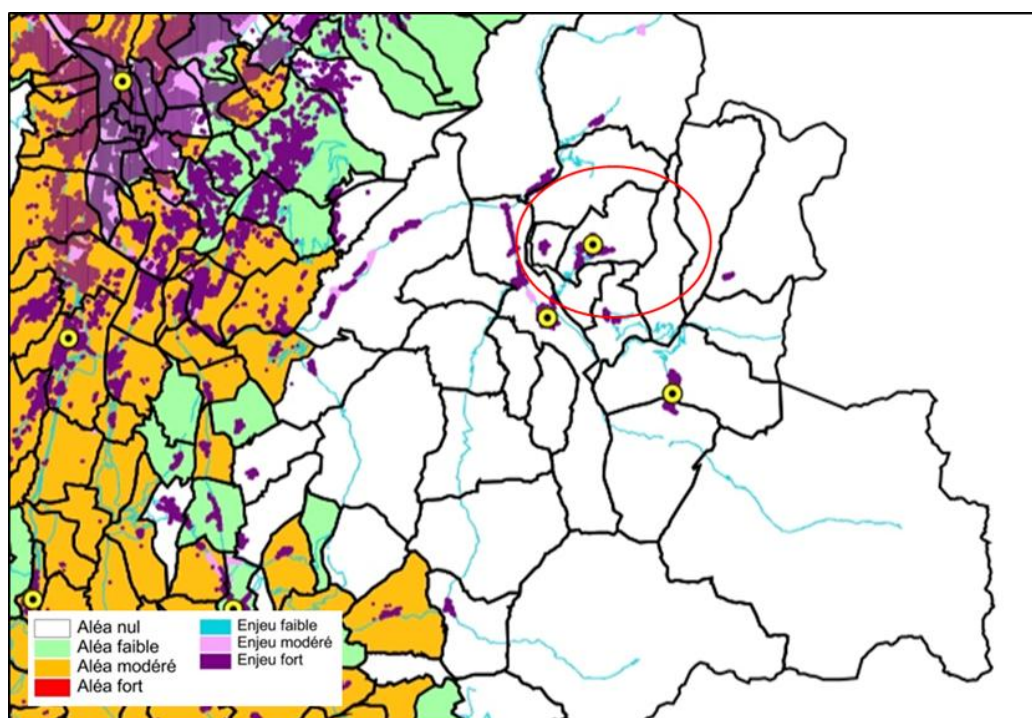 Aléa nul
Aléa faible
Aléa modéré
Aléa fort
Enjeu faible
Enjeu modéré
Enjeu fort